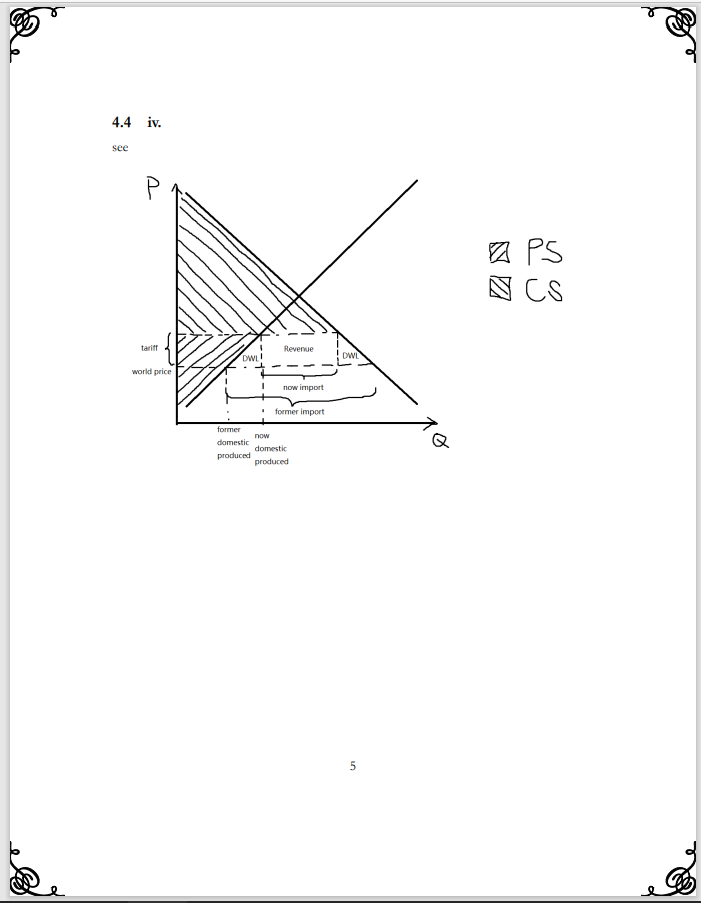 4.4 iv.
see
P
PS
CS
tariff
world price
DWL
Revenue
DWL
now import
former import
former
domestic
produced
now
domestic
produced
Q
5